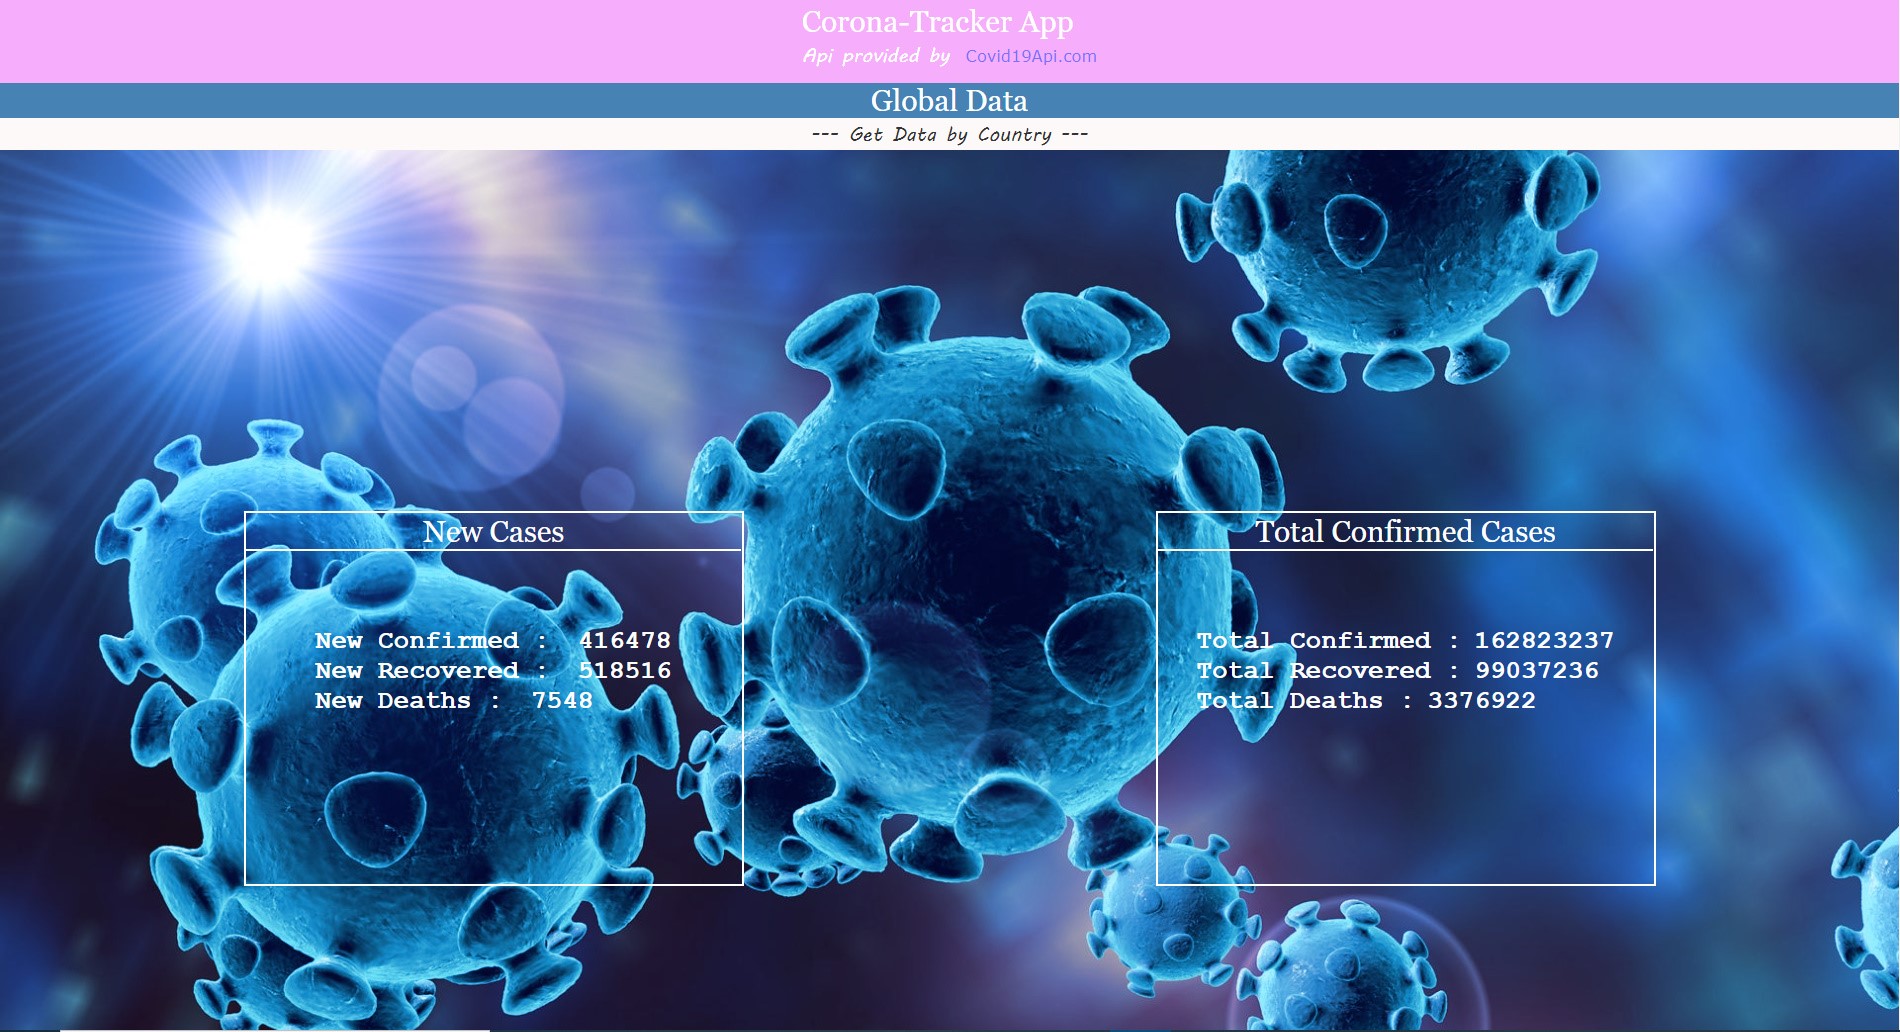 Corona-Tracker App
Api provided by Covid19Api.com
Global Data
--- Get Data by Country ---
New Cases
New Confirmed : 416478
New Recovered : 518516
New Deaths : 7548
Total Confirmed Cases
Total Confirmed : 162823237
Total Recovered : 99037236
Total Deaths : 3376922